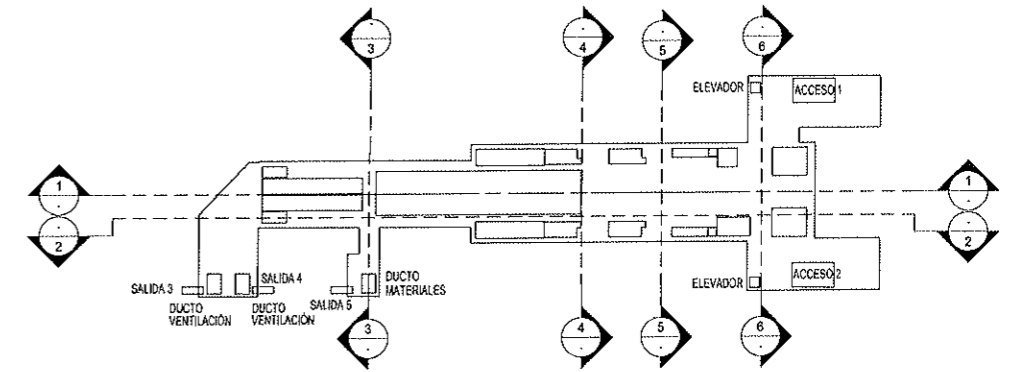 3
-
4
-
5
-
6
-
ELEVADOR
ACCESO 1
1
-
1
-
-
2
-
2
SALIDA 3
SALIDA 4
SALIDA 5
DUCTO
MATERIALES
ELEVADOR
ACCESO 2
DUCTO
VENTILACIÓN
DUCTO
VENTILACIÓN
3
-
4
-
5
-
6
-